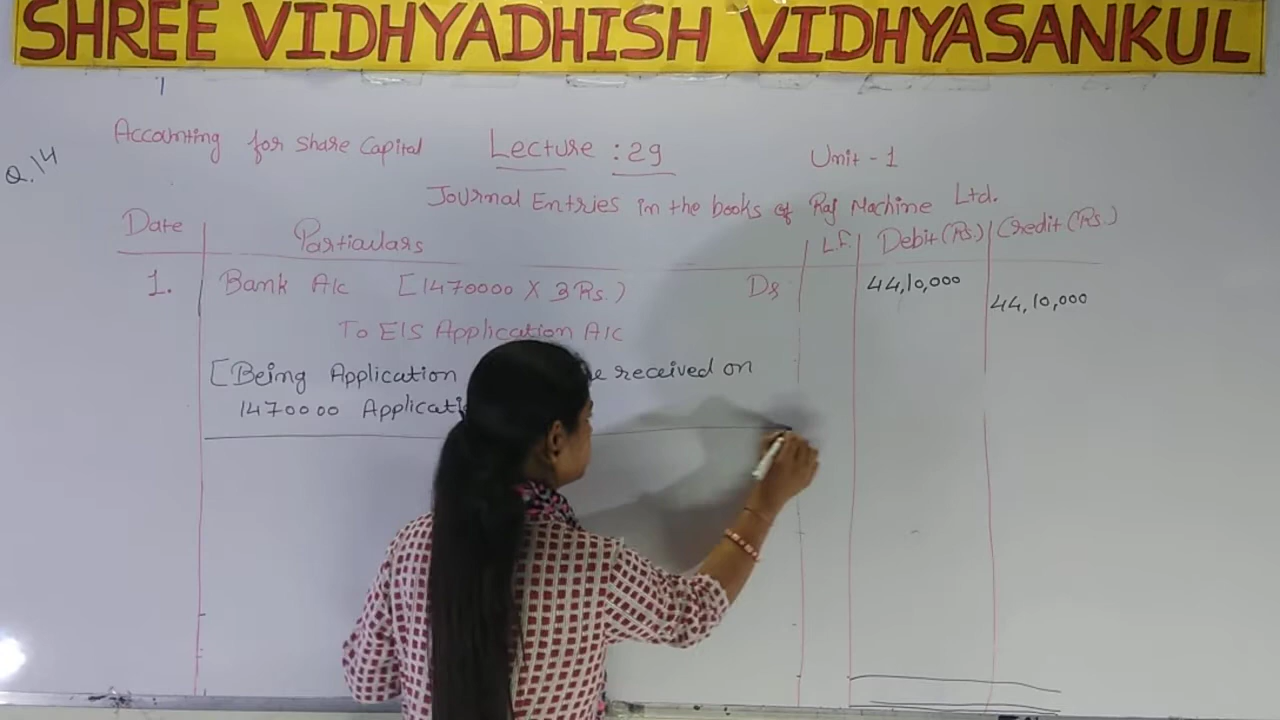 SHREE VIDHYADHISH VIDHYASANKUL
Q.14
Accounting for Share Capital Lecture : 29 Unit - 1
Journal Entries in the books of Raj Machine Ltd.
Date Particulars L.F. Debit (Rs.) Credit (Rs.)
1. Bank A/c [1470000 X 3 Rs.) Dr 44,10,000
To E/S Application A/c 44,10,000
[Being Application received on
1470000